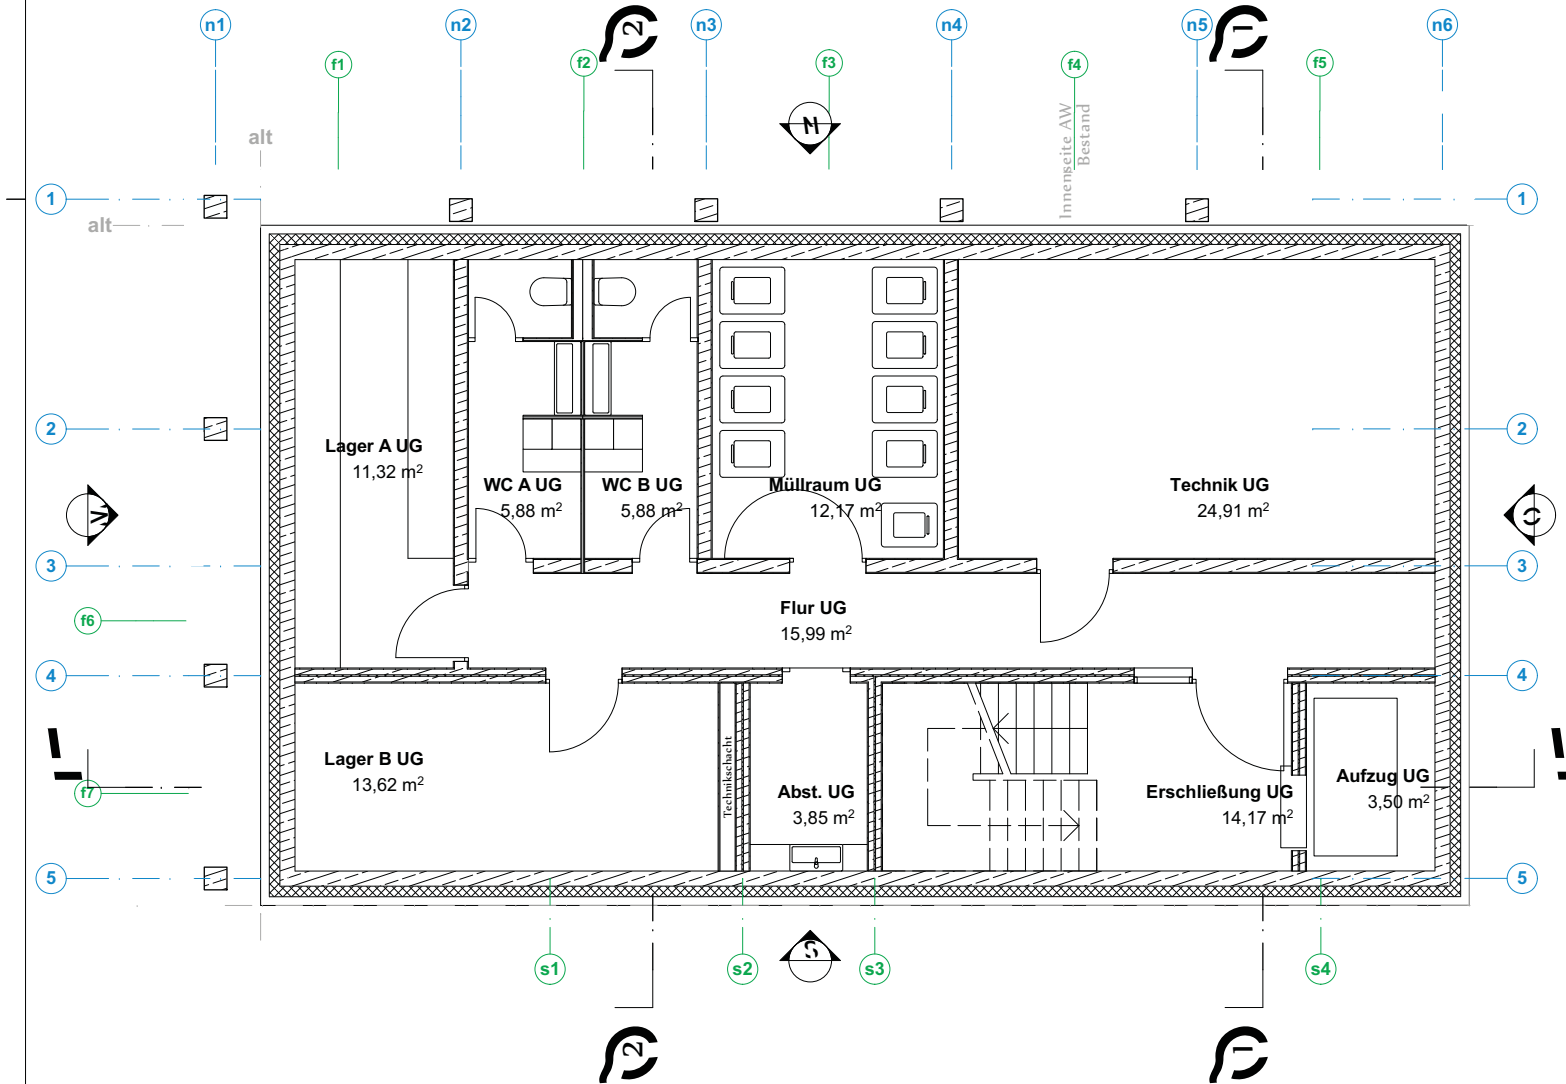 n1
n2
2
n3
n4
n5
1
n6
f1
f2
f3
f4
f5
N
alt
Innenseite AW
Bestand
1
1
alt
2
2
Lager A UG
11,32 m²
WC A UG
5,88 m²
WC B UG
5,88 m²
Müllraum UG
12,17 m²
Technik UG
24,91 m²
W
O
3
3
Flur UG
15,99 m²
f6
4
4
Lager B UG
13,62 m²
Technikschacht
Abst. UG
3,85 m²
Erschließung UG
14,17 m²
Aufzug UG
3,50 m²
f7
5
5
s1
s2
S
s3
s4
2
1